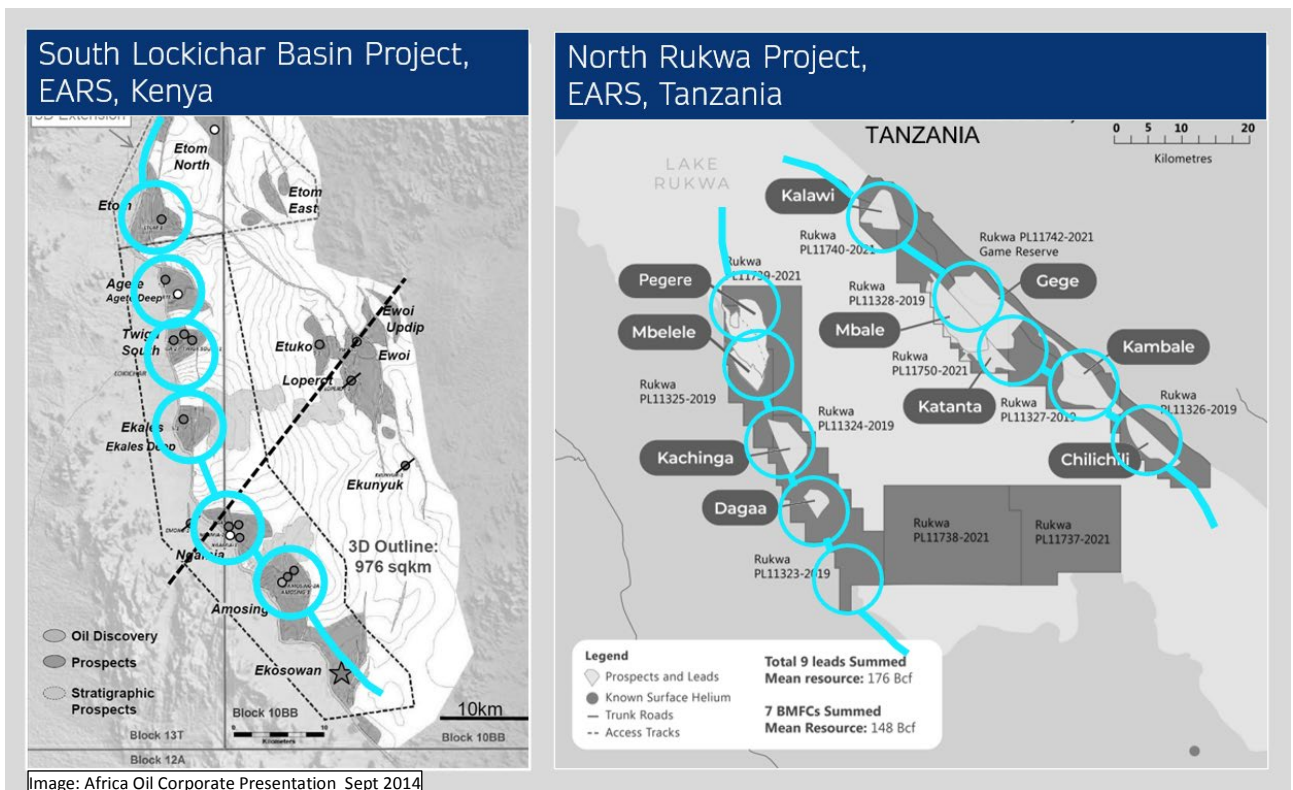 South Lockichar Basin Project,
EARS, Kenya
Etom
North
Etom
East
Etom
Agete
Agete Deep
Twiga
South
Ekales
Ekales Deep
Etuko
Loperot
Ewoi
Updip
Ewoi
Ekunyuk
Ngamia
3D Outline:
976 sqkm
Amosing
Ekosowan
Oil Discovery
Prospects
Stratigraphic
Prospects
Block 10BB
Kilometers
10km
Block 13T
Block 10BB
Block 12A
Image: Africa Oil Corporate Presentation Sept 2014
North Rukwa Project,
EARS, Tanzania
TANZANIA
0 5 10 20
Kilometres
LAKE
RUKWA
Kalawi
Rukwa
PL11740-2021
Rukwa PL11742-2021
Game Reserve
Rukwa
PL11739-2021
Pegere
Gege
Rukwa
PL11328-2019
Mbelele
Mbale
Kambale
Rukwa
PL11750-2021
Rukwa
PL11325-2019
Katanta
Rukwa
PL11327-2019
Rukwa
PL11326-2019
Rukwa
PL11324-2019
Kachinga
Chilichili
Dagaa
Rukwa
PL11738-2021
Rukwa
PL11737-2021
Rukwa
PL11323-2019
Legend
Prospects and Leads
Known Surface Helium
Trunk Roads
Access Tracks
Total 9 leads Summed
Mean resource: 176 Bcf
7 BMFCs Summed
Mean Resource: 148 Bcf